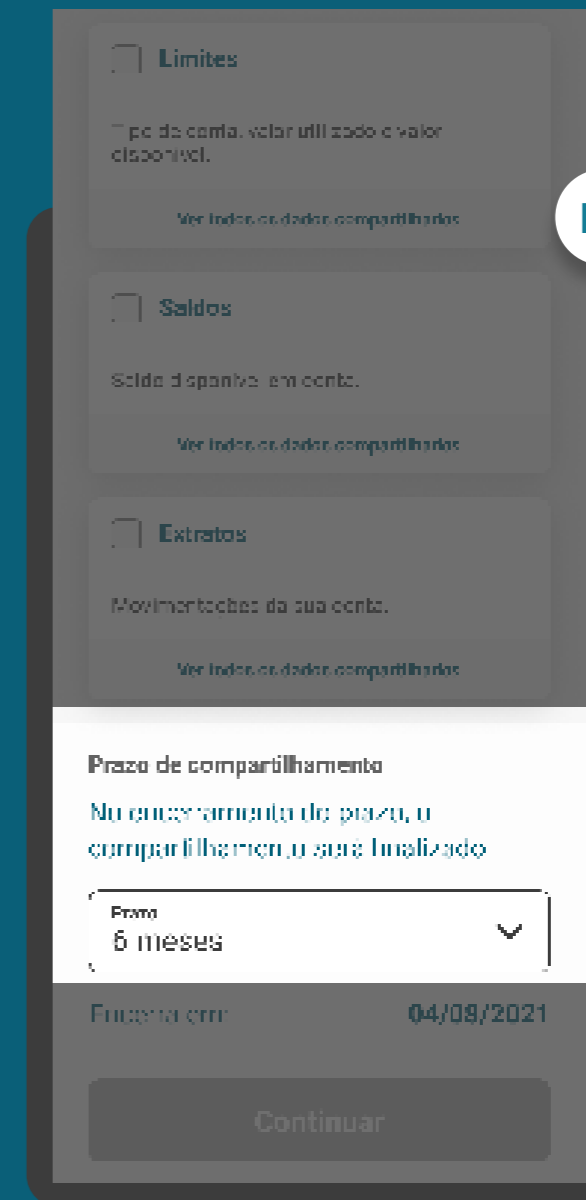 Limites
Tipo de conta, valor utilizado e valor
disponível.
Ver todos os dados compartilhados
Saldos
Saldo disponível em conta.
Ver todos os dados compartilhados
Extratos
Movimentações da sua conta.
Ver todos os dados compartilhados
Prazo de compartilhamento
No encerramento do prazo, o
compartilhamento será finalizado
Prazo
6 meses
Encerra em: 04/08/2021
Continuar